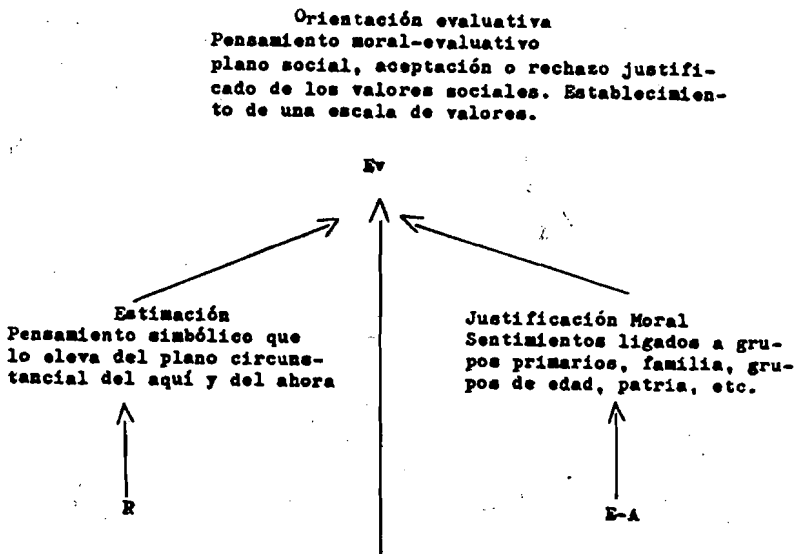 Orientación evaluativa
Pensamiento moral-evaluativo
plano social, aceptación o rechazo justifi-
cado de los valores sociales. Establecimien-
to de una escala de valores.
Ev
Estimación
Pensamiento simbólico que
lo eleva del plano circuns-
tancial del aquí y del ahora
Justificación Moral
Sentimientos ligados a gru-
pos primarios, familia, gru-
pos de edad, patria, etc.
R
E-A